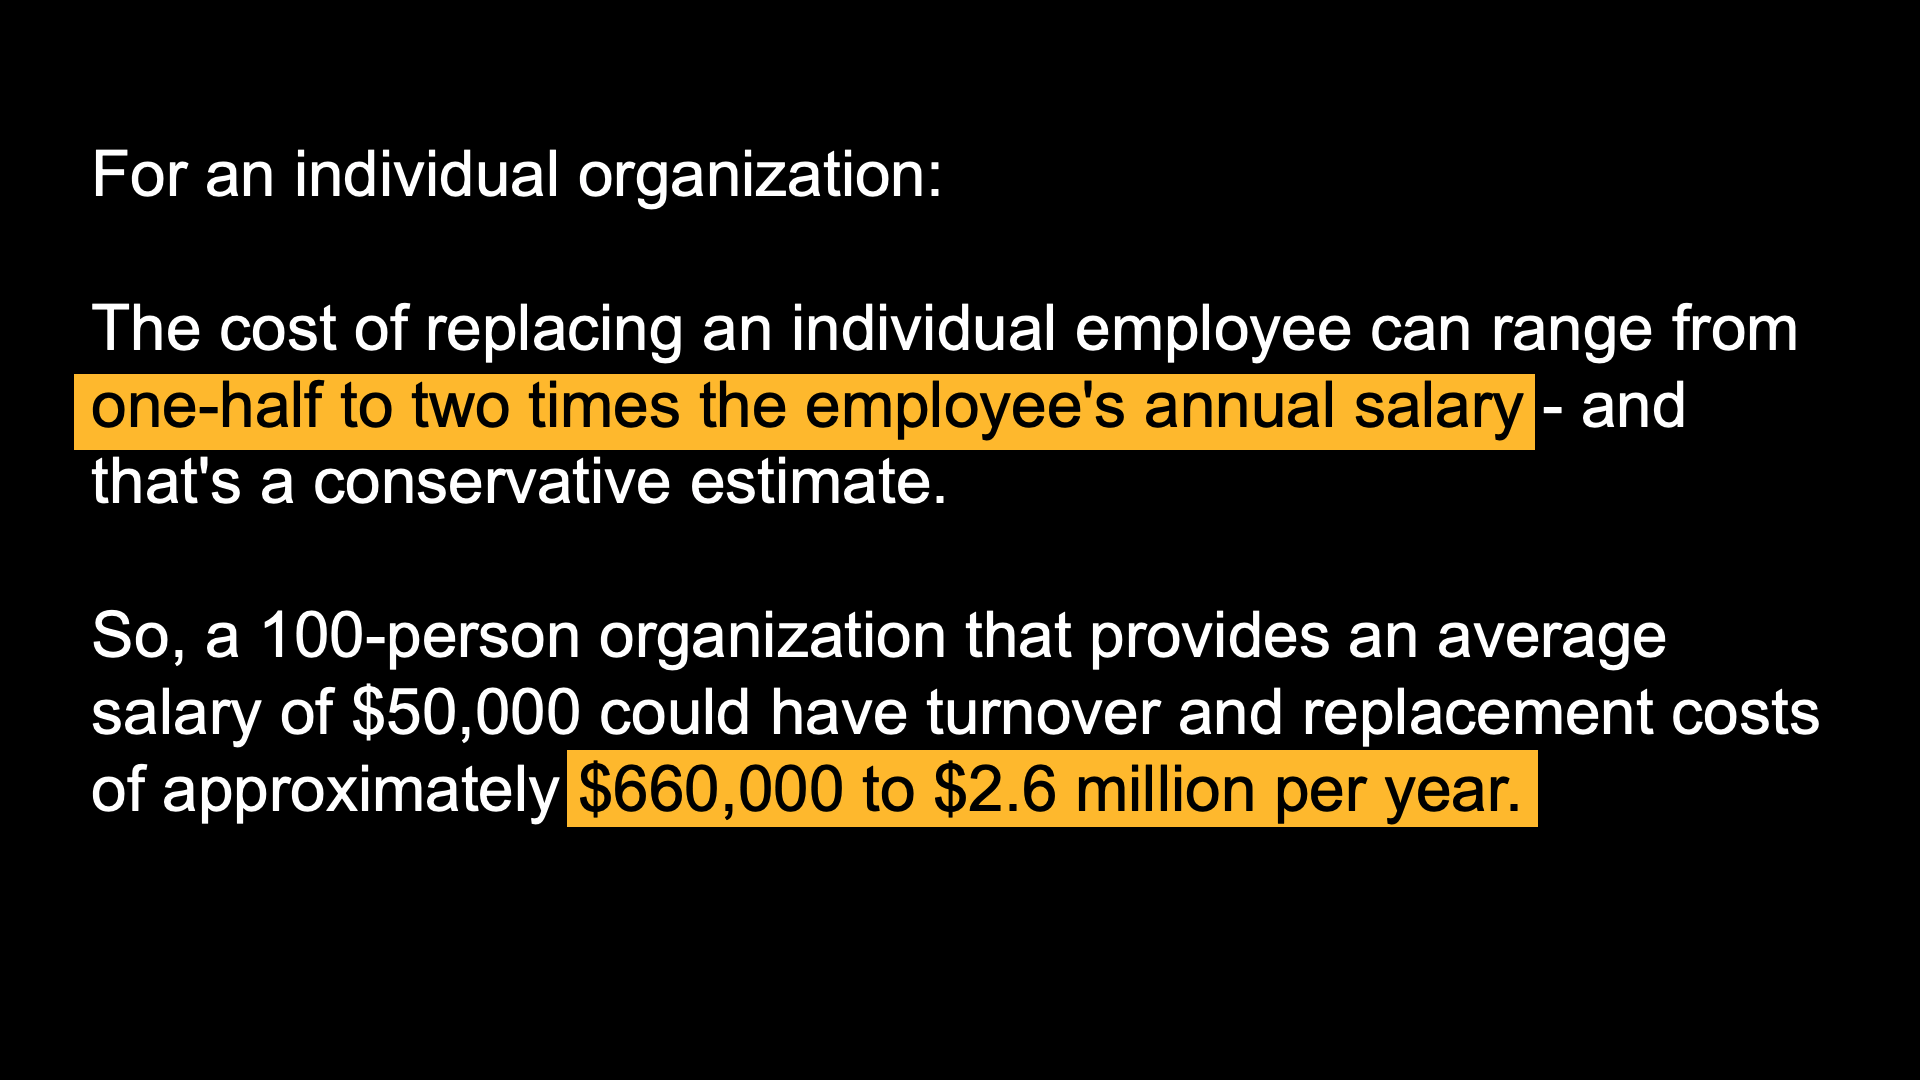 For an individual organization:
The cost of replacing an individual employee can range from
one-half to two times the employee's annual salary - and
that's a conservative estimate.
So, a 100-person organization that provides an average
salary of $50,000 could have turnover and replacement costs
of approximately $660,000 to $2.6 million per year.